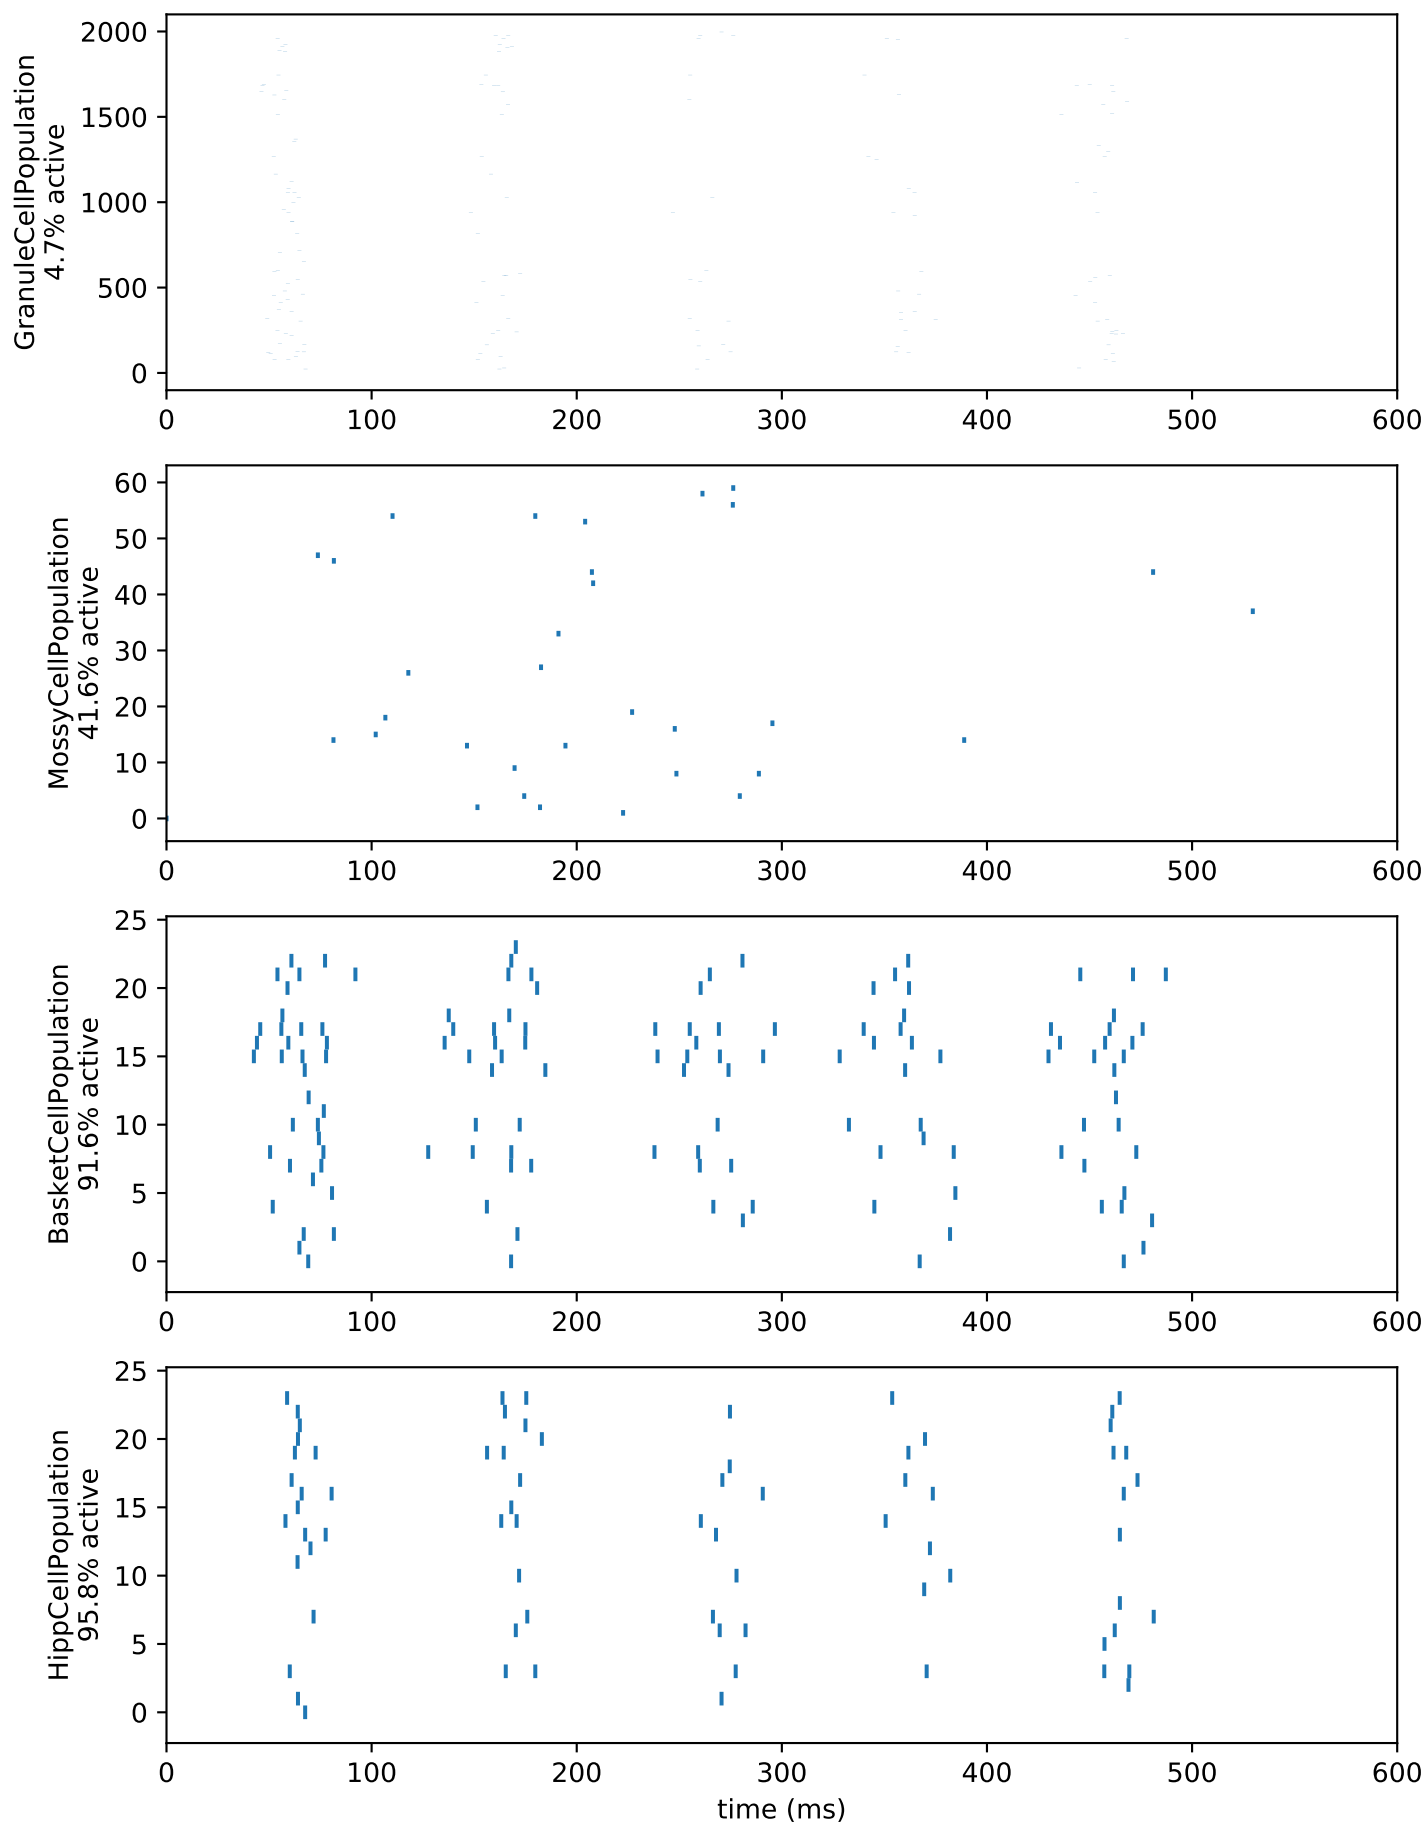 GranuleCellPopulation
4.7% active
2000
1500
1000
500
0
0 100 200 300 400 500 600
MossyCellPopulation
41.6% active
60
50
40
30
20
10
0
0 100 200 300 400 500 600
BasketCellPopulation
91.6% active
25
20
15
10
5
0
0 100 200 300 400 500 600
HippCellPopulation
95.8% active
25
20
15
10
5
0
0 100 200 300 400 500 600
time (ms)